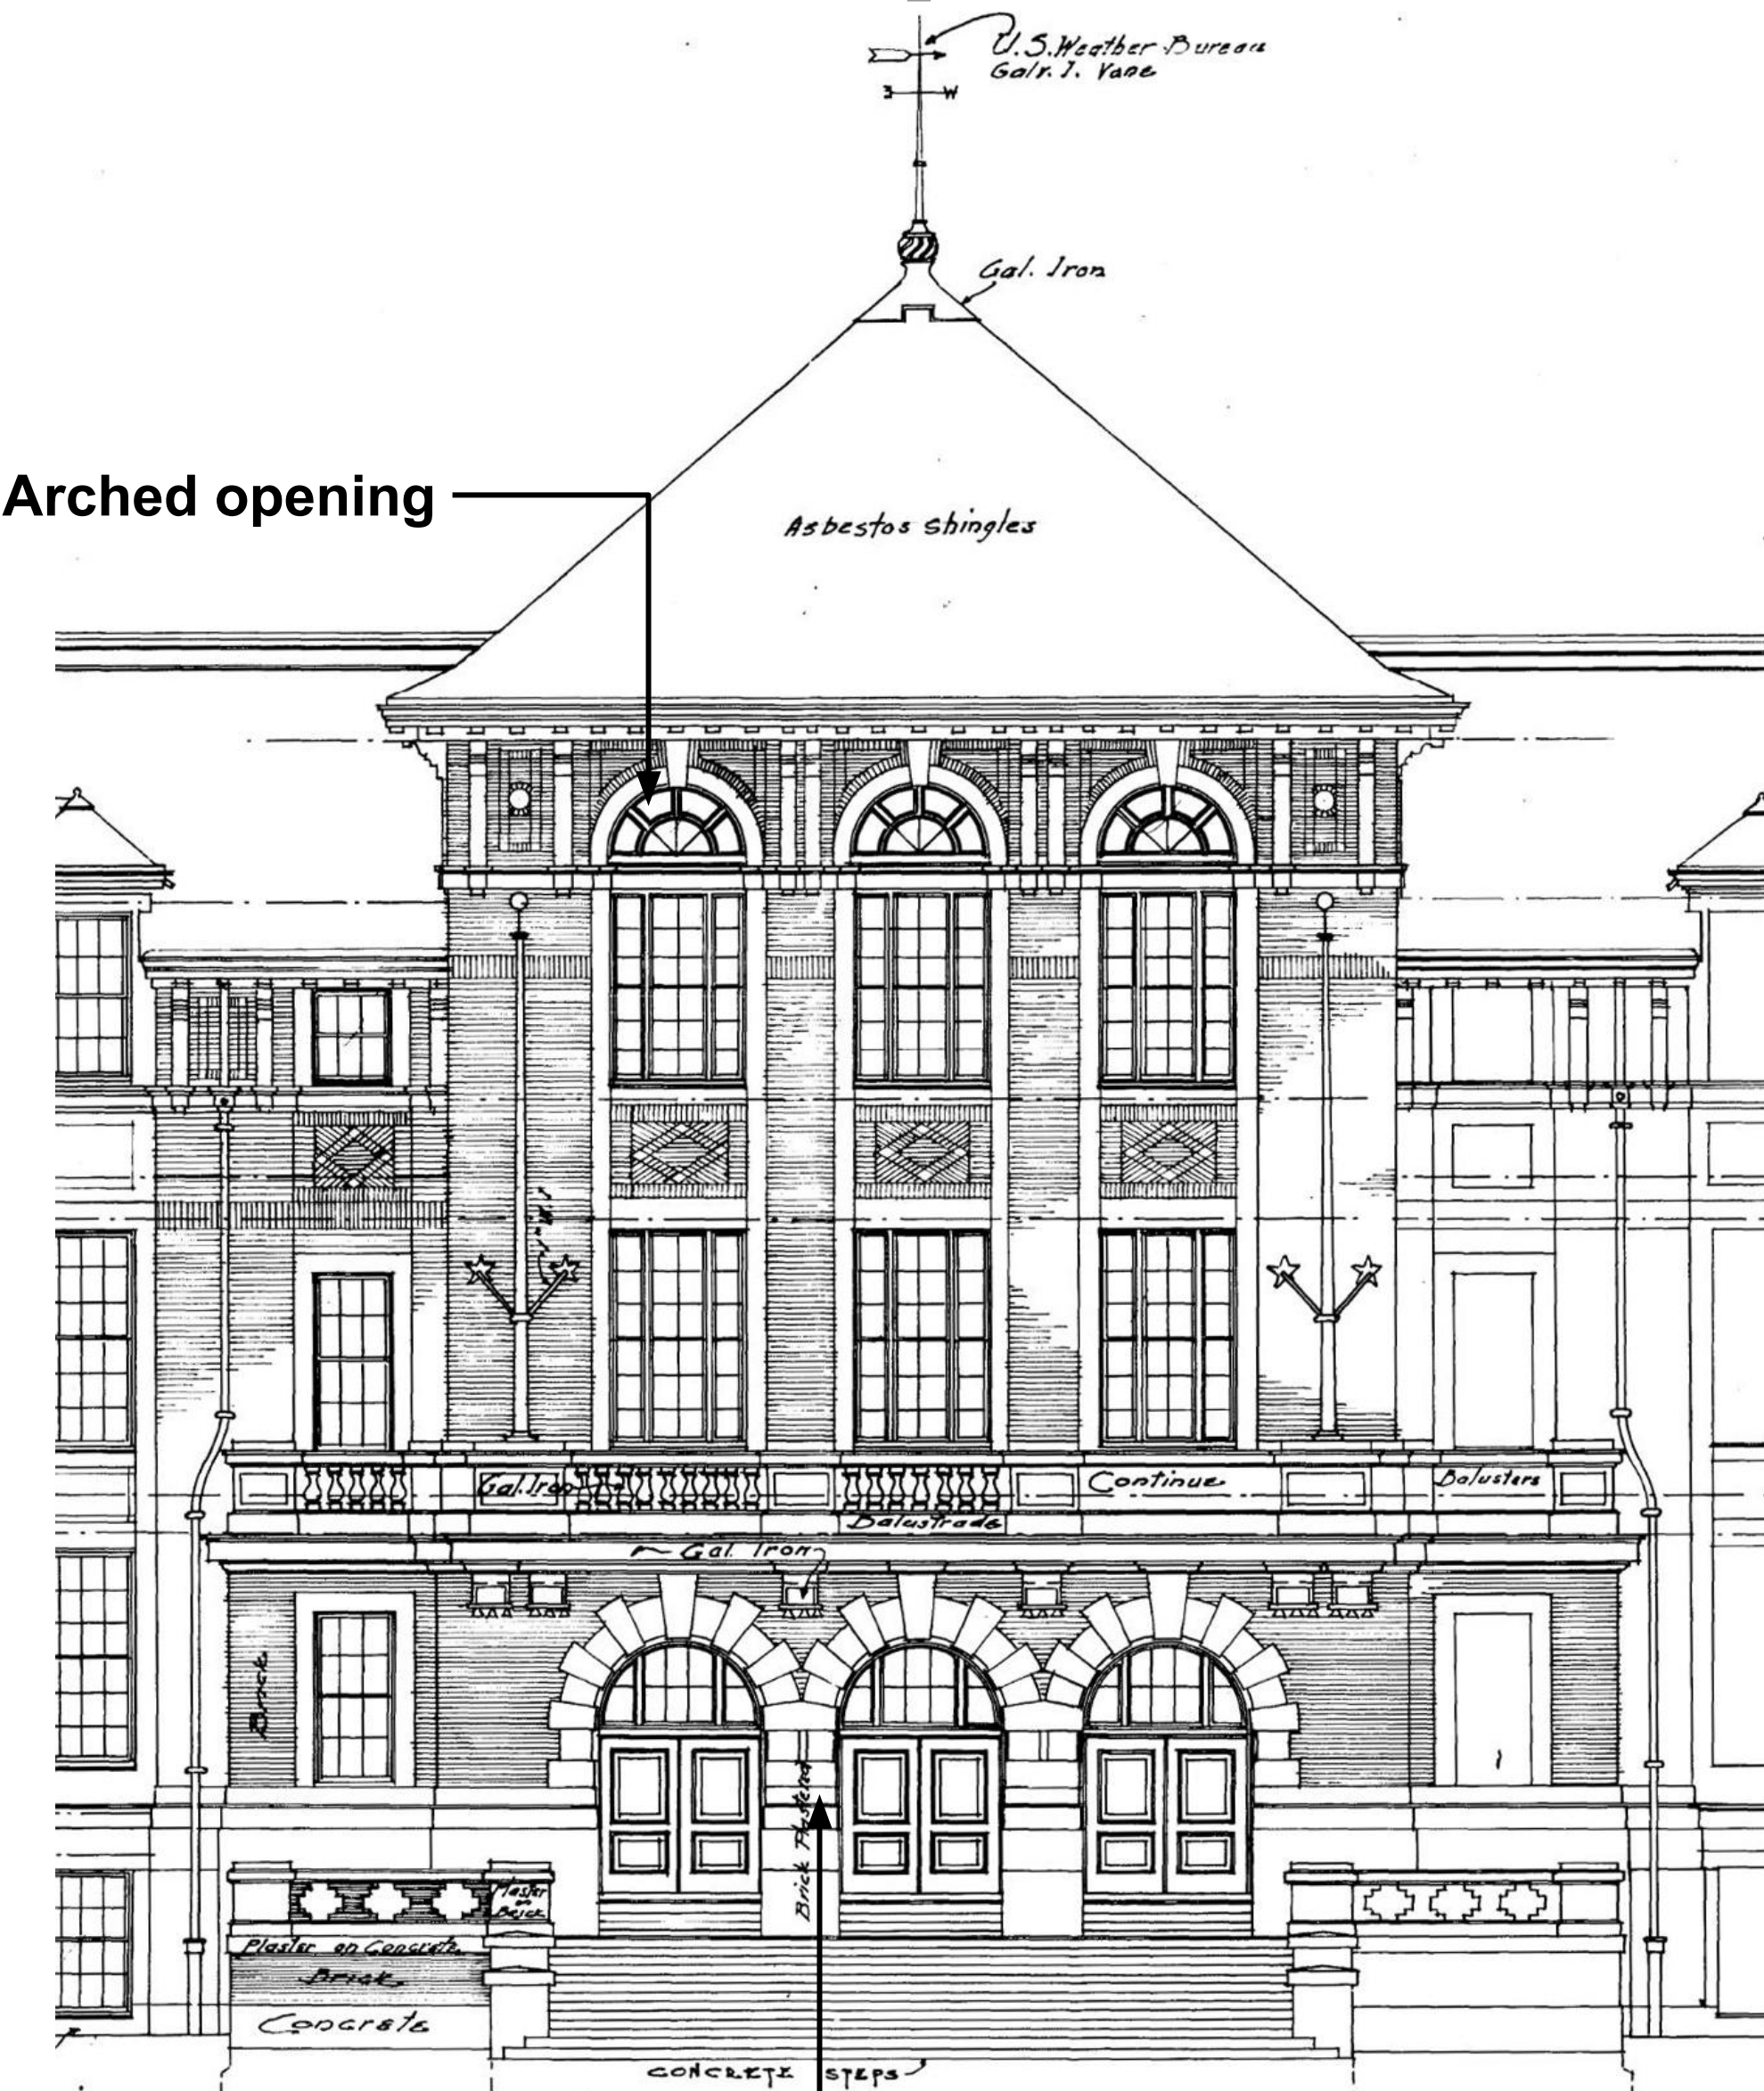 U.S. Weather Bureau
Galv. I. Vane
W
Gal. Iron
Arched opening
Asbestos Shingles
Gal. Iron
Continue
Balusters
Balustrade
Gal. Iron
Brick
Brick Plastered
Plaster
on
Brick
Plaster on Concrete
Brick
Concrete
CONCRETE STEPS